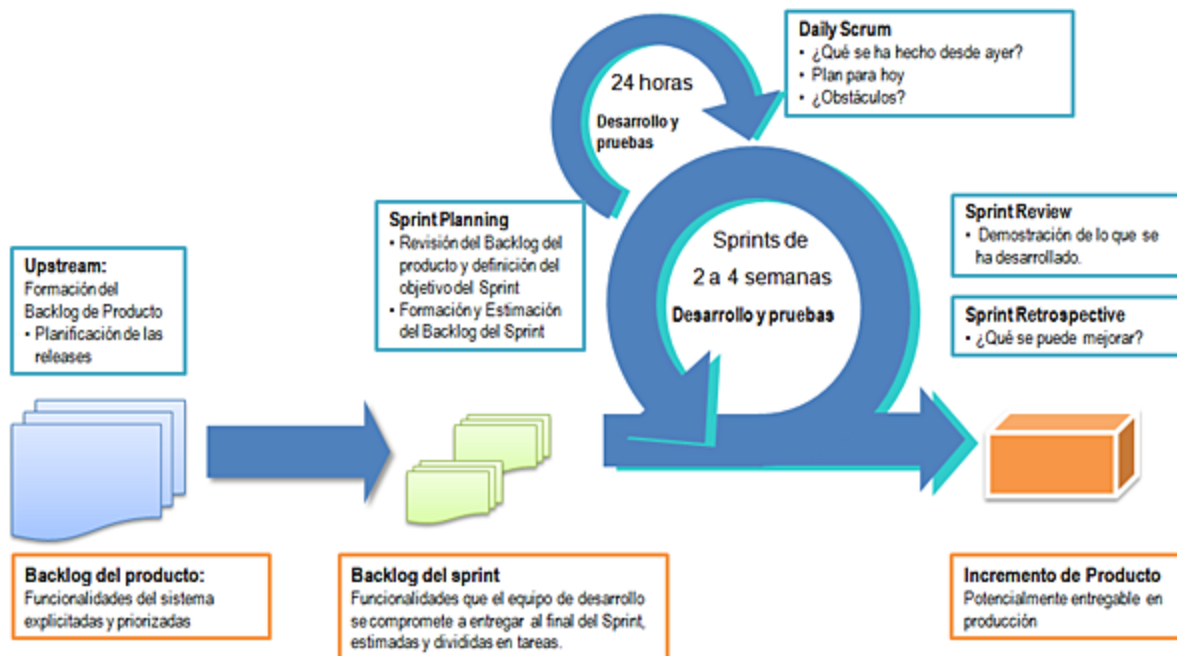 Daily Scrum
• ¿Qué se ha hecho desde ayer?
• Plan para hoy
• ¿Obstáculos?
24 horas
Desarrollo y
pruebas
Sprint Planning
• Revisión del Backlog del
producto y definición del
objetivo del Sprint
• Formación y Estimación
del Backlog del Sprint
Sprints de
2 a 4 semanas
Desarrollo y pruebas
Sprint Review
• Demostración de lo que se
ha desarrollado.
Sprint Retrospective
• ¿Qué se puede mejorar?
Upstream:
Formación del
Backlog de Producto
• Planificación de las
releases
Backlog del producto:
Funcionalidades del sistema
explicitadas y priorizadas
Backlog del sprint
Funcionalidades que el equipo de desarrollo
se compromete a entregar al final del Sprint,
estimadas y divididas en tareas.
Incremento de Producto
Potencialmente entregable en
producción